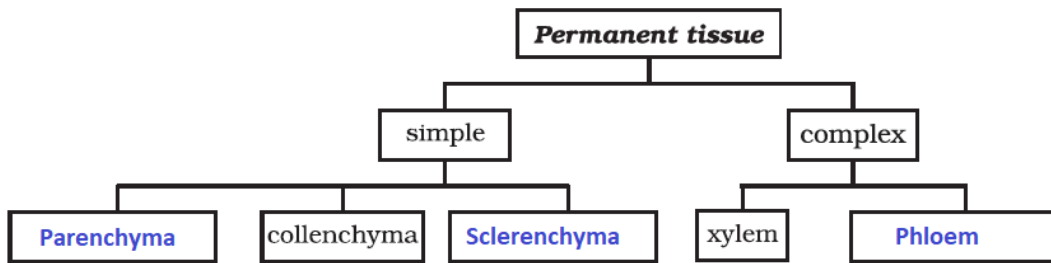 Permanent tissue
simple
complex
Parenchyma
collenchyma
Sclerenchyma
xylem
Phloem